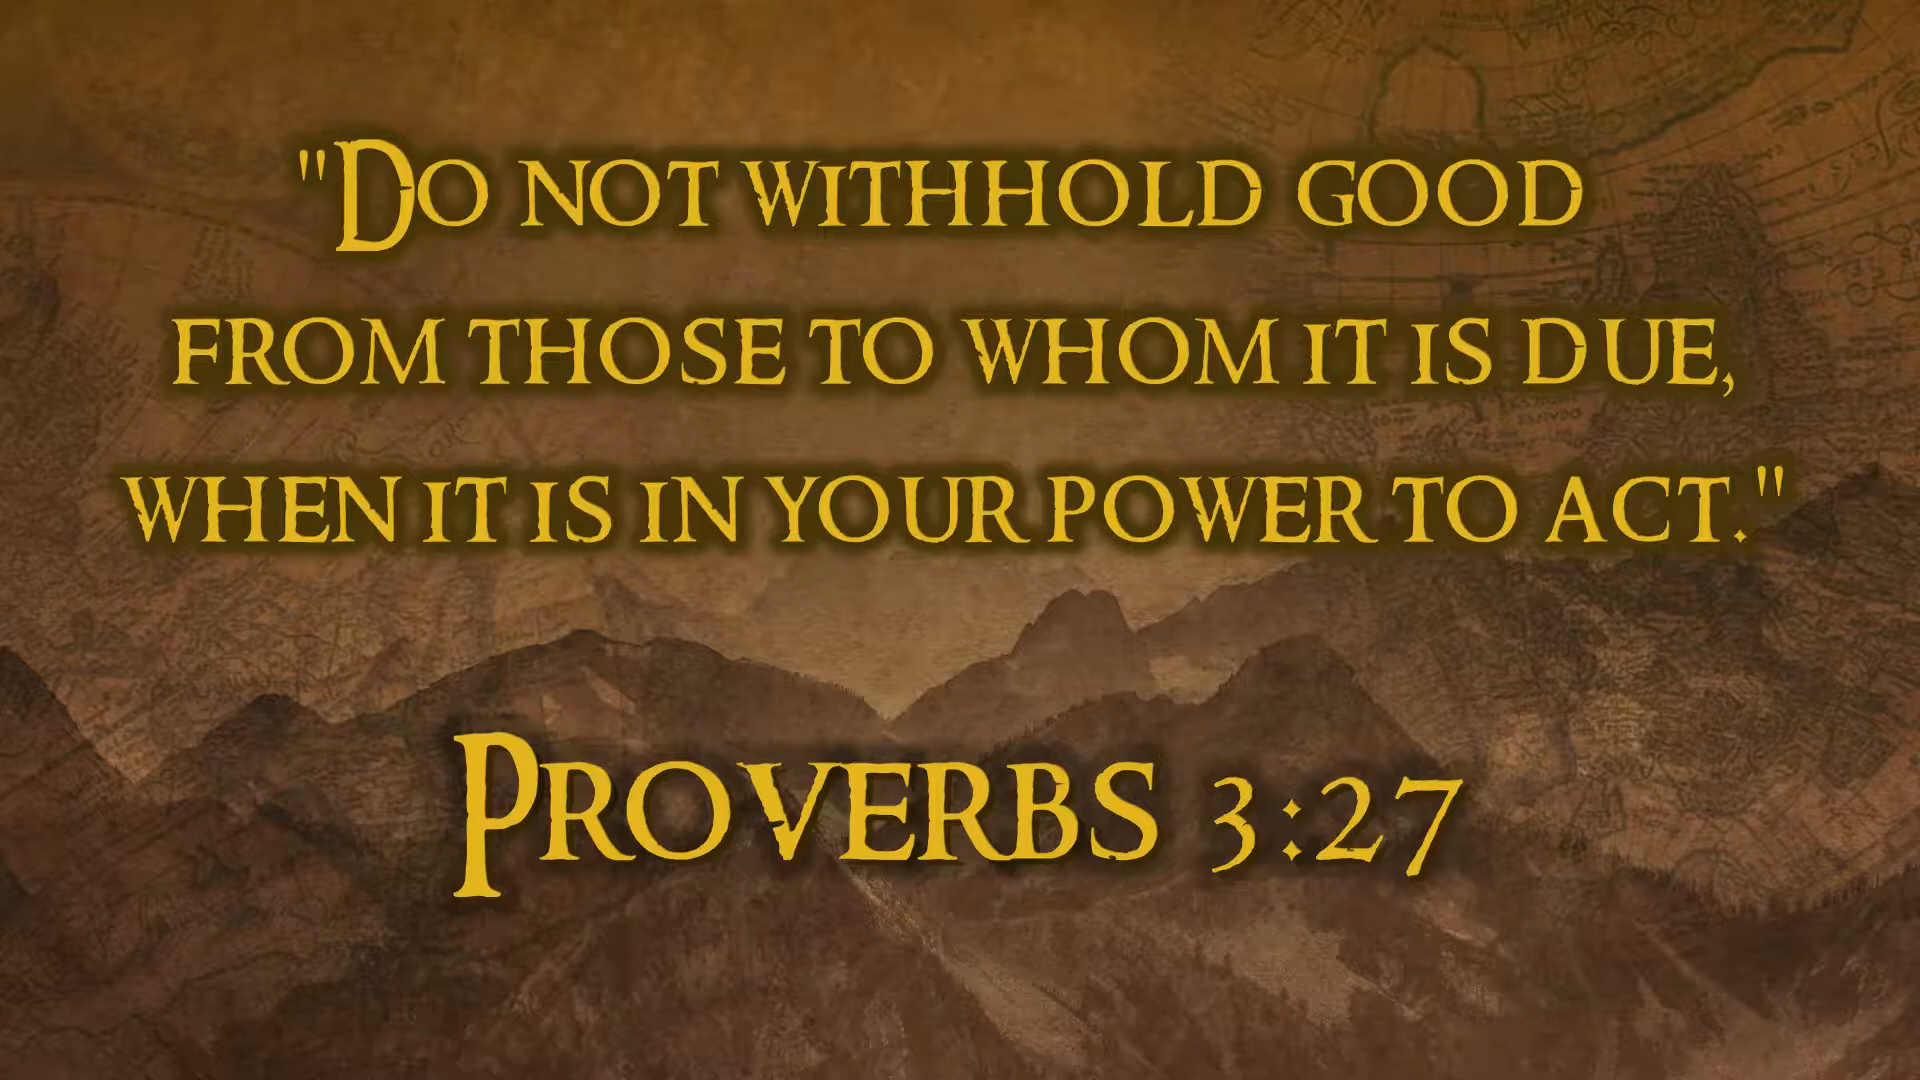 "Do not withhold good
from those to whom it is due,
when it is in your power to act."
Proverbs 3:27